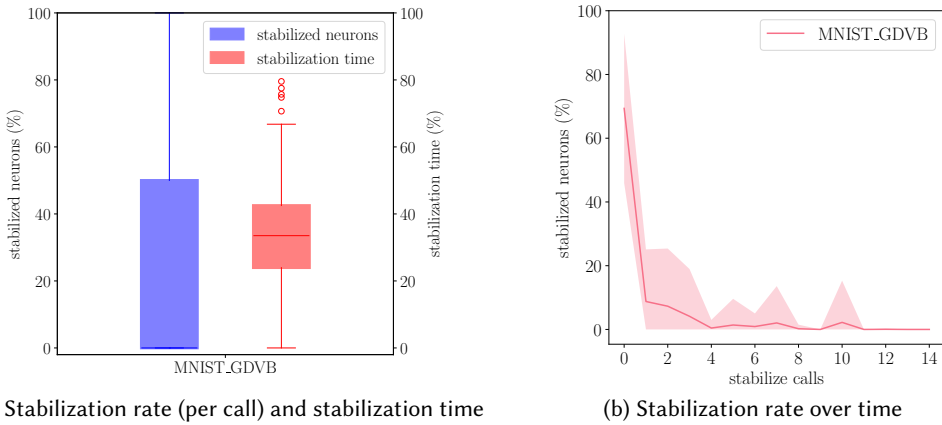 100
80
60
40
20
0
stabilized neurons (%)
stabilized neurons
stabilization time
100
80
60
40
20
0
stabilization time (%)
MNIST_GDVB
Stabilization rate (per call) and stabilization time
100
80
60
40
20
0
stabilized neurons (%)
MNIST_GDVB
0 2 4 6 8 10 12 14
stabilize calls
(b) Stabilization rate over time